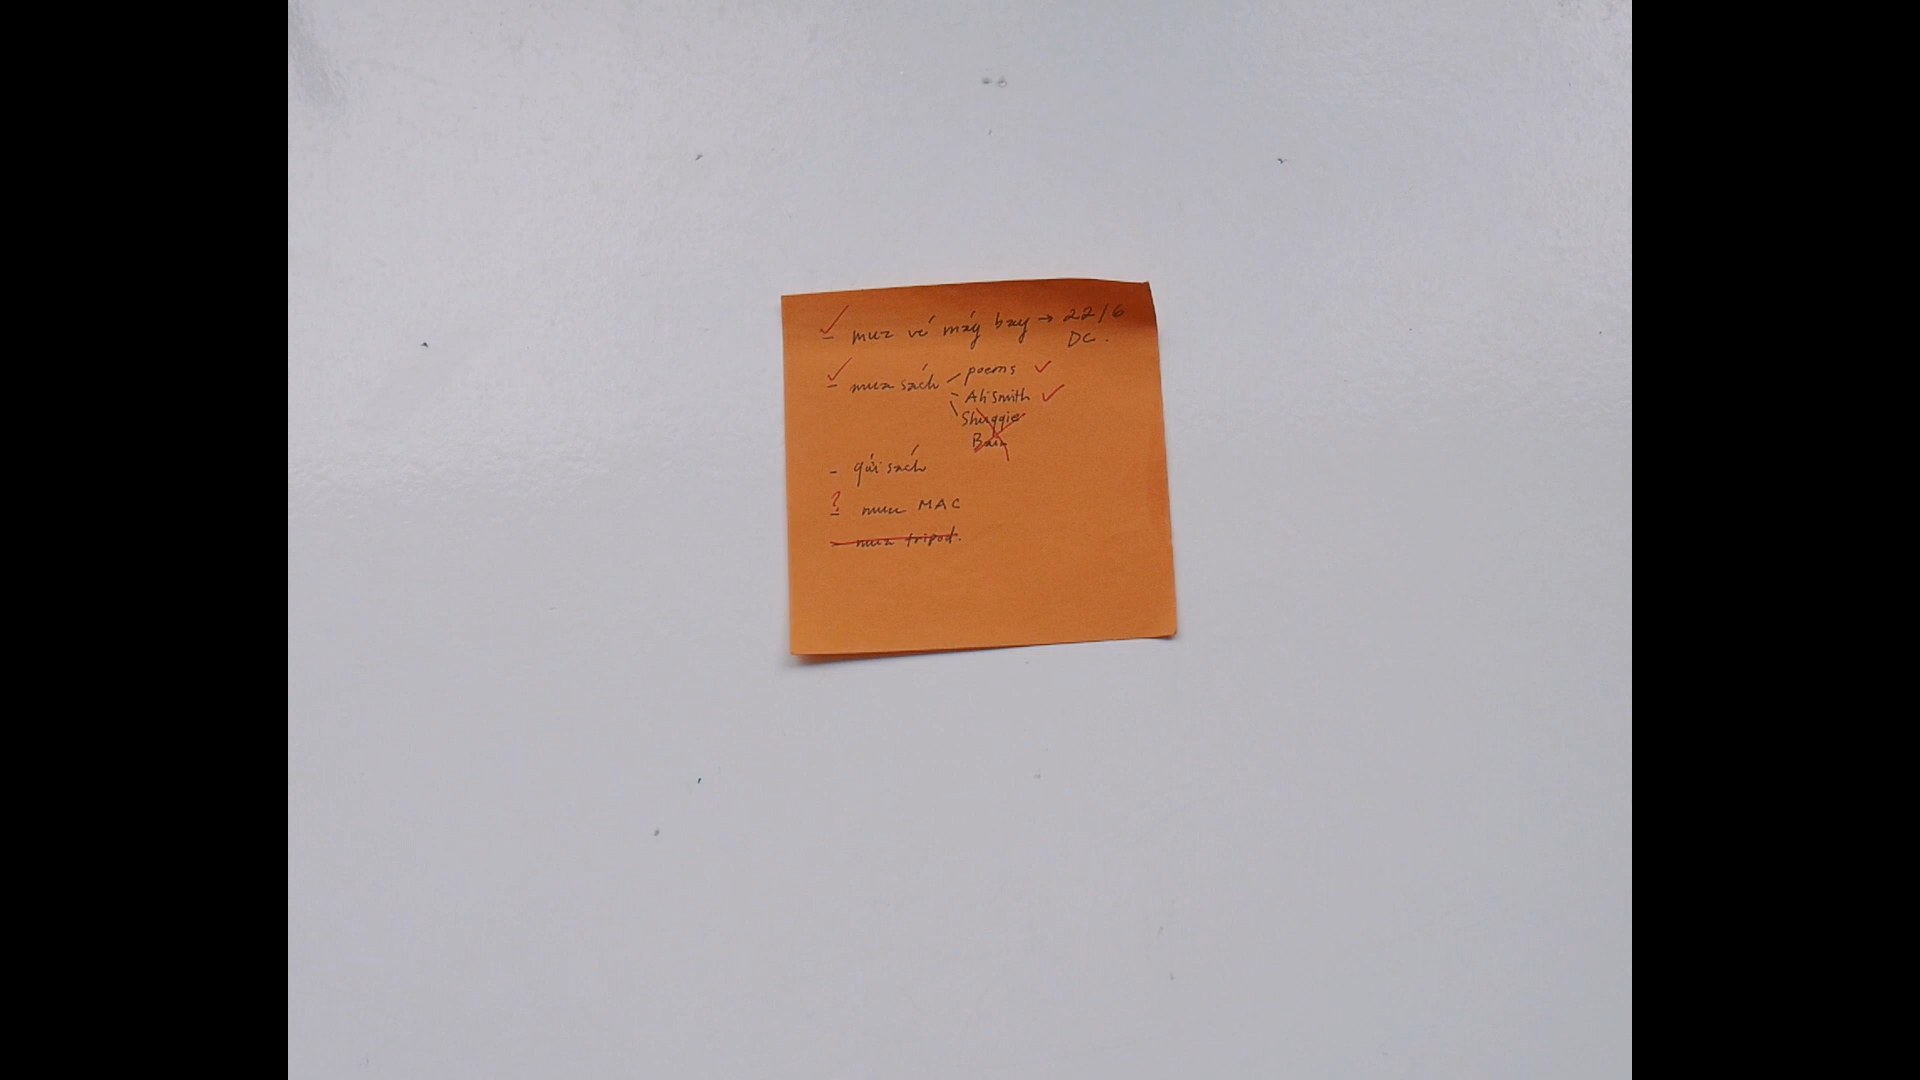 - mua vé máy bay → 22/6
DC.
- mua sách - poems
- Ali Smith
\ Shuggie
Bain
- gửi sách
? - mua MAC
- mua tripod.